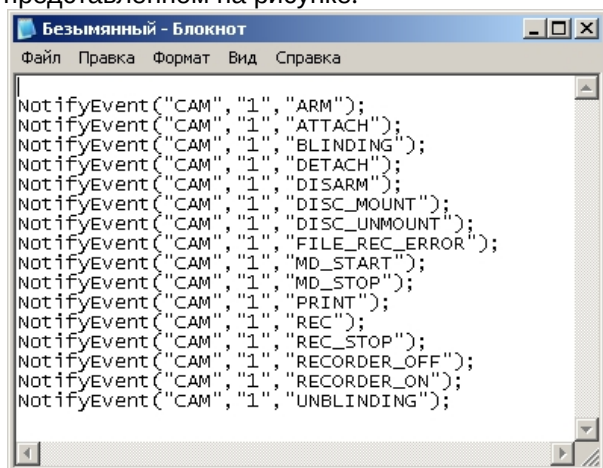 представленном на рисунке.
Безымянный - Блокнот
Файл Правка Формат Вид Справка
NotifyEvent("CAM","1","ARM");
NotifyEvent("CAM","1","ATTACH");
NotifyEvent("CAM","1","BLINDING");
NotifyEvent("CAM","1","DETACH");
NotifyEvent("CAM","1","DISARM");
NotifyEvent("CAM","1","DISC_MOUNT");
NotifyEvent("CAM","1","DISC_UNMOUNT");
NotifyEvent("CAM","1","FILE_REC_ERROR");
NotifyEvent("CAM","1","MD_START");
NotifyEvent("CAM","1","MD_STOP");
NotifyEvent("CAM","1","PRINT");
NotifyEvent("CAM","1","REC");
NotifyEvent("CAM","1","REC_STOP");
NotifyEvent("CAM","1","RECORDER_OFF");
NotifyEvent("CAM","1","RECORDER_ON");
NotifyEvent("CAM","1","UNBLINDING");